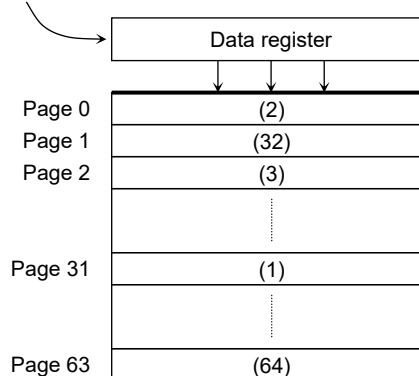 Data register
Page 0 (2)
Page 1 (32)
Page 2 (3)
Page 31 (1)
Page 63 (64)